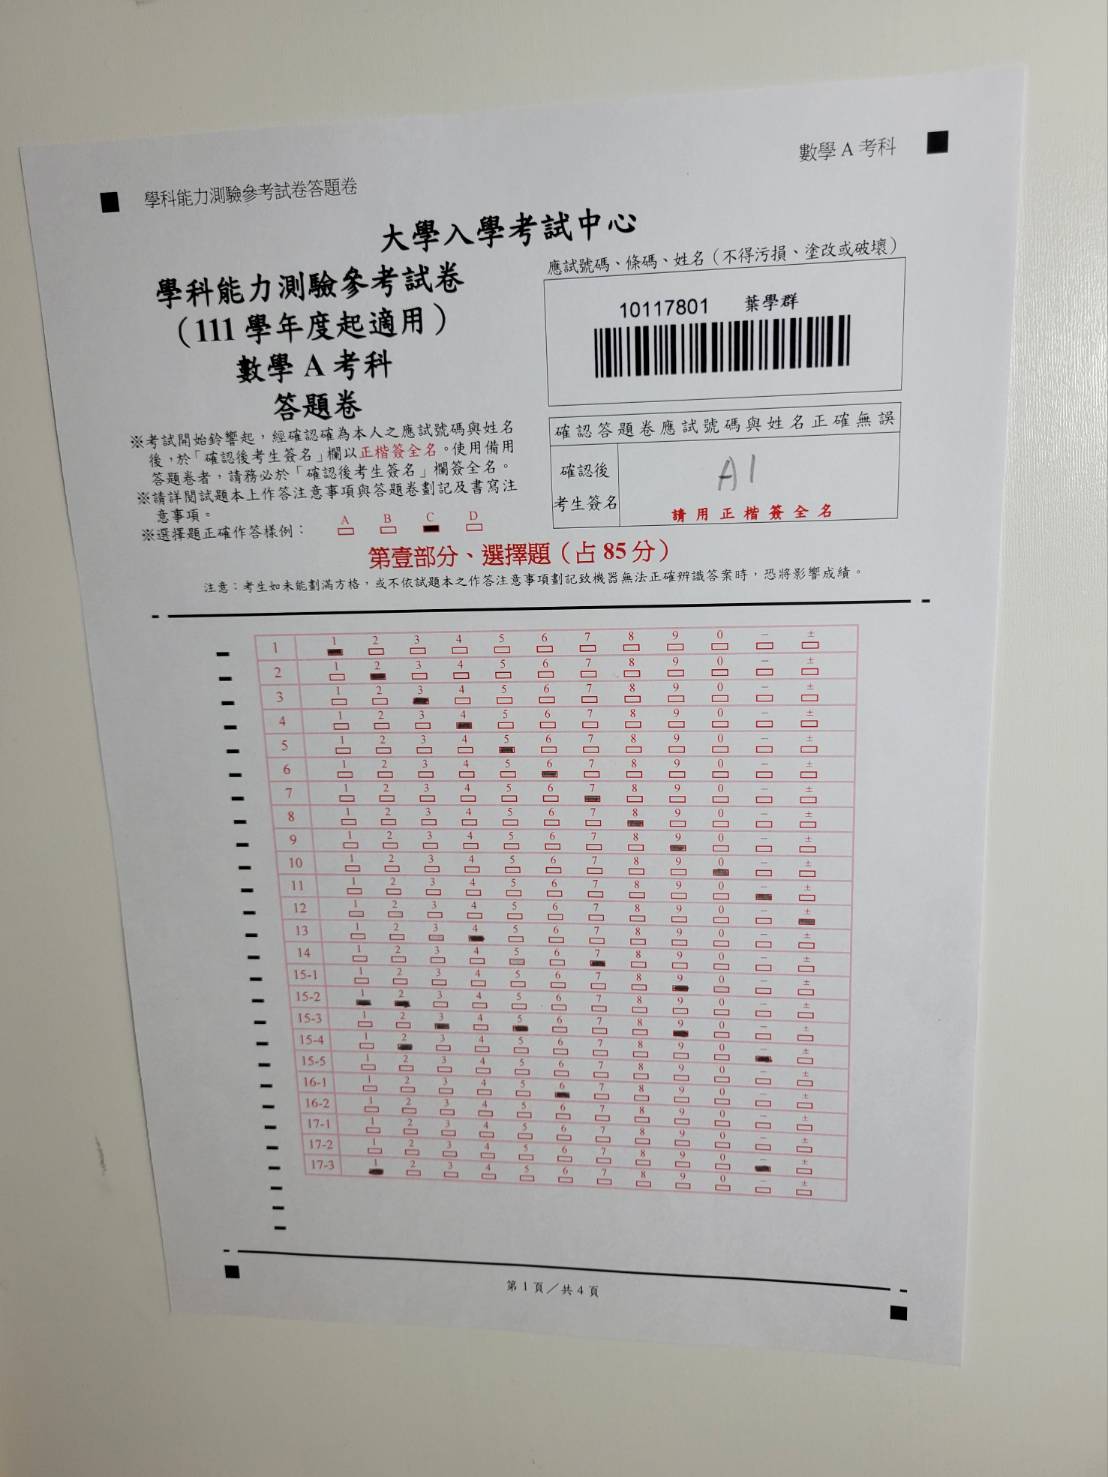 學科能力測驗參考試卷答題卷
數學 A 考科
大學入學考試中心
學科能力測驗參考試卷
（111 學年度起適用）
數學 A 考科
答題卷
應試號碼、條碼、姓名（不得污損、塗改或破壞）
10117801 葉學群
※考試開始鈴響起，經確認確為本人之應試號碼與姓名
後，於「確認後考生簽名」欄以正楷簽全名。使用備用
答題卷者，請務必於「確認後考生簽名」欄簽全名。
※請詳閱試題本上作答注意事項與答題卷劃記及書寫注
意事項。
※選擇題正確作答樣例：
A B C D
確認答題卷應試號碼與姓名正確無誤
確認後
考生簽名
A1
請用正楷簽全名
第壹部分、選擇題（占 85 分）
注意：考生如未能劃滿方格，或不依試題本之作答注意事項劃記致機器無法正確辨識答案時，恐將影響成績。
1 1 2 3 4 5 6 7 8 9 0 － ±
2 1 2 3 4 5 6 7 8 9 0 － ±
3 1 2 3 4 5 6 7 8 9 0 － ±
4 1 2 3 4 5 6 7 8 9 0 － ±
5 1 2 3 4 5 6 7 8 9 0 － ±
6 1 2 3 4 5 6 7 8 9 0 － ±
7 1 2 3 4 5 6 7 8 9 0 － ±
8 1 2 3 4 5 6 7 8 9 0 － ±
9 1 2 3 4 5 6 7 8 9 0 － ±
10 1 2 3 4 5 6 7 8 9 0 － ±
11 1 2 3 4 5 6 7 8 9 0 － ±
12 1 2 3 4 5 6 7 8 9 0 － ±
13 1 2 3 4 5 6 7 8 9 0 － ±
14 1 2 3 4 5 6 7 8 9 0 － ±
15-1 1 2 3 4 5 6 7 8 9 0 － ±
15-2 1 2 3 4 5 6 7 8 9 0 － ±
15-3 1 2 3 4 5 6 7 8 9 0 － ±
15-4 1 2 3 4 5 6 7 8 9 0 － ±
15-5 1 2 3 4 5 6 7 8 9 0 － ±
16-1 1 2 3 4 5 6 7 8 9 0 － ±
16-2 1 2 3 4 5 6 7 8 9 0 － ±
17-1 1 2 3 4 5 6 7 8 9 0 － ±
17-2 1 2 3 4 5 6 7 8 9 0 － ±
17-3 1 2 3 4 5 6 7 8 9 0 － ±
第 1 頁／共 4 頁